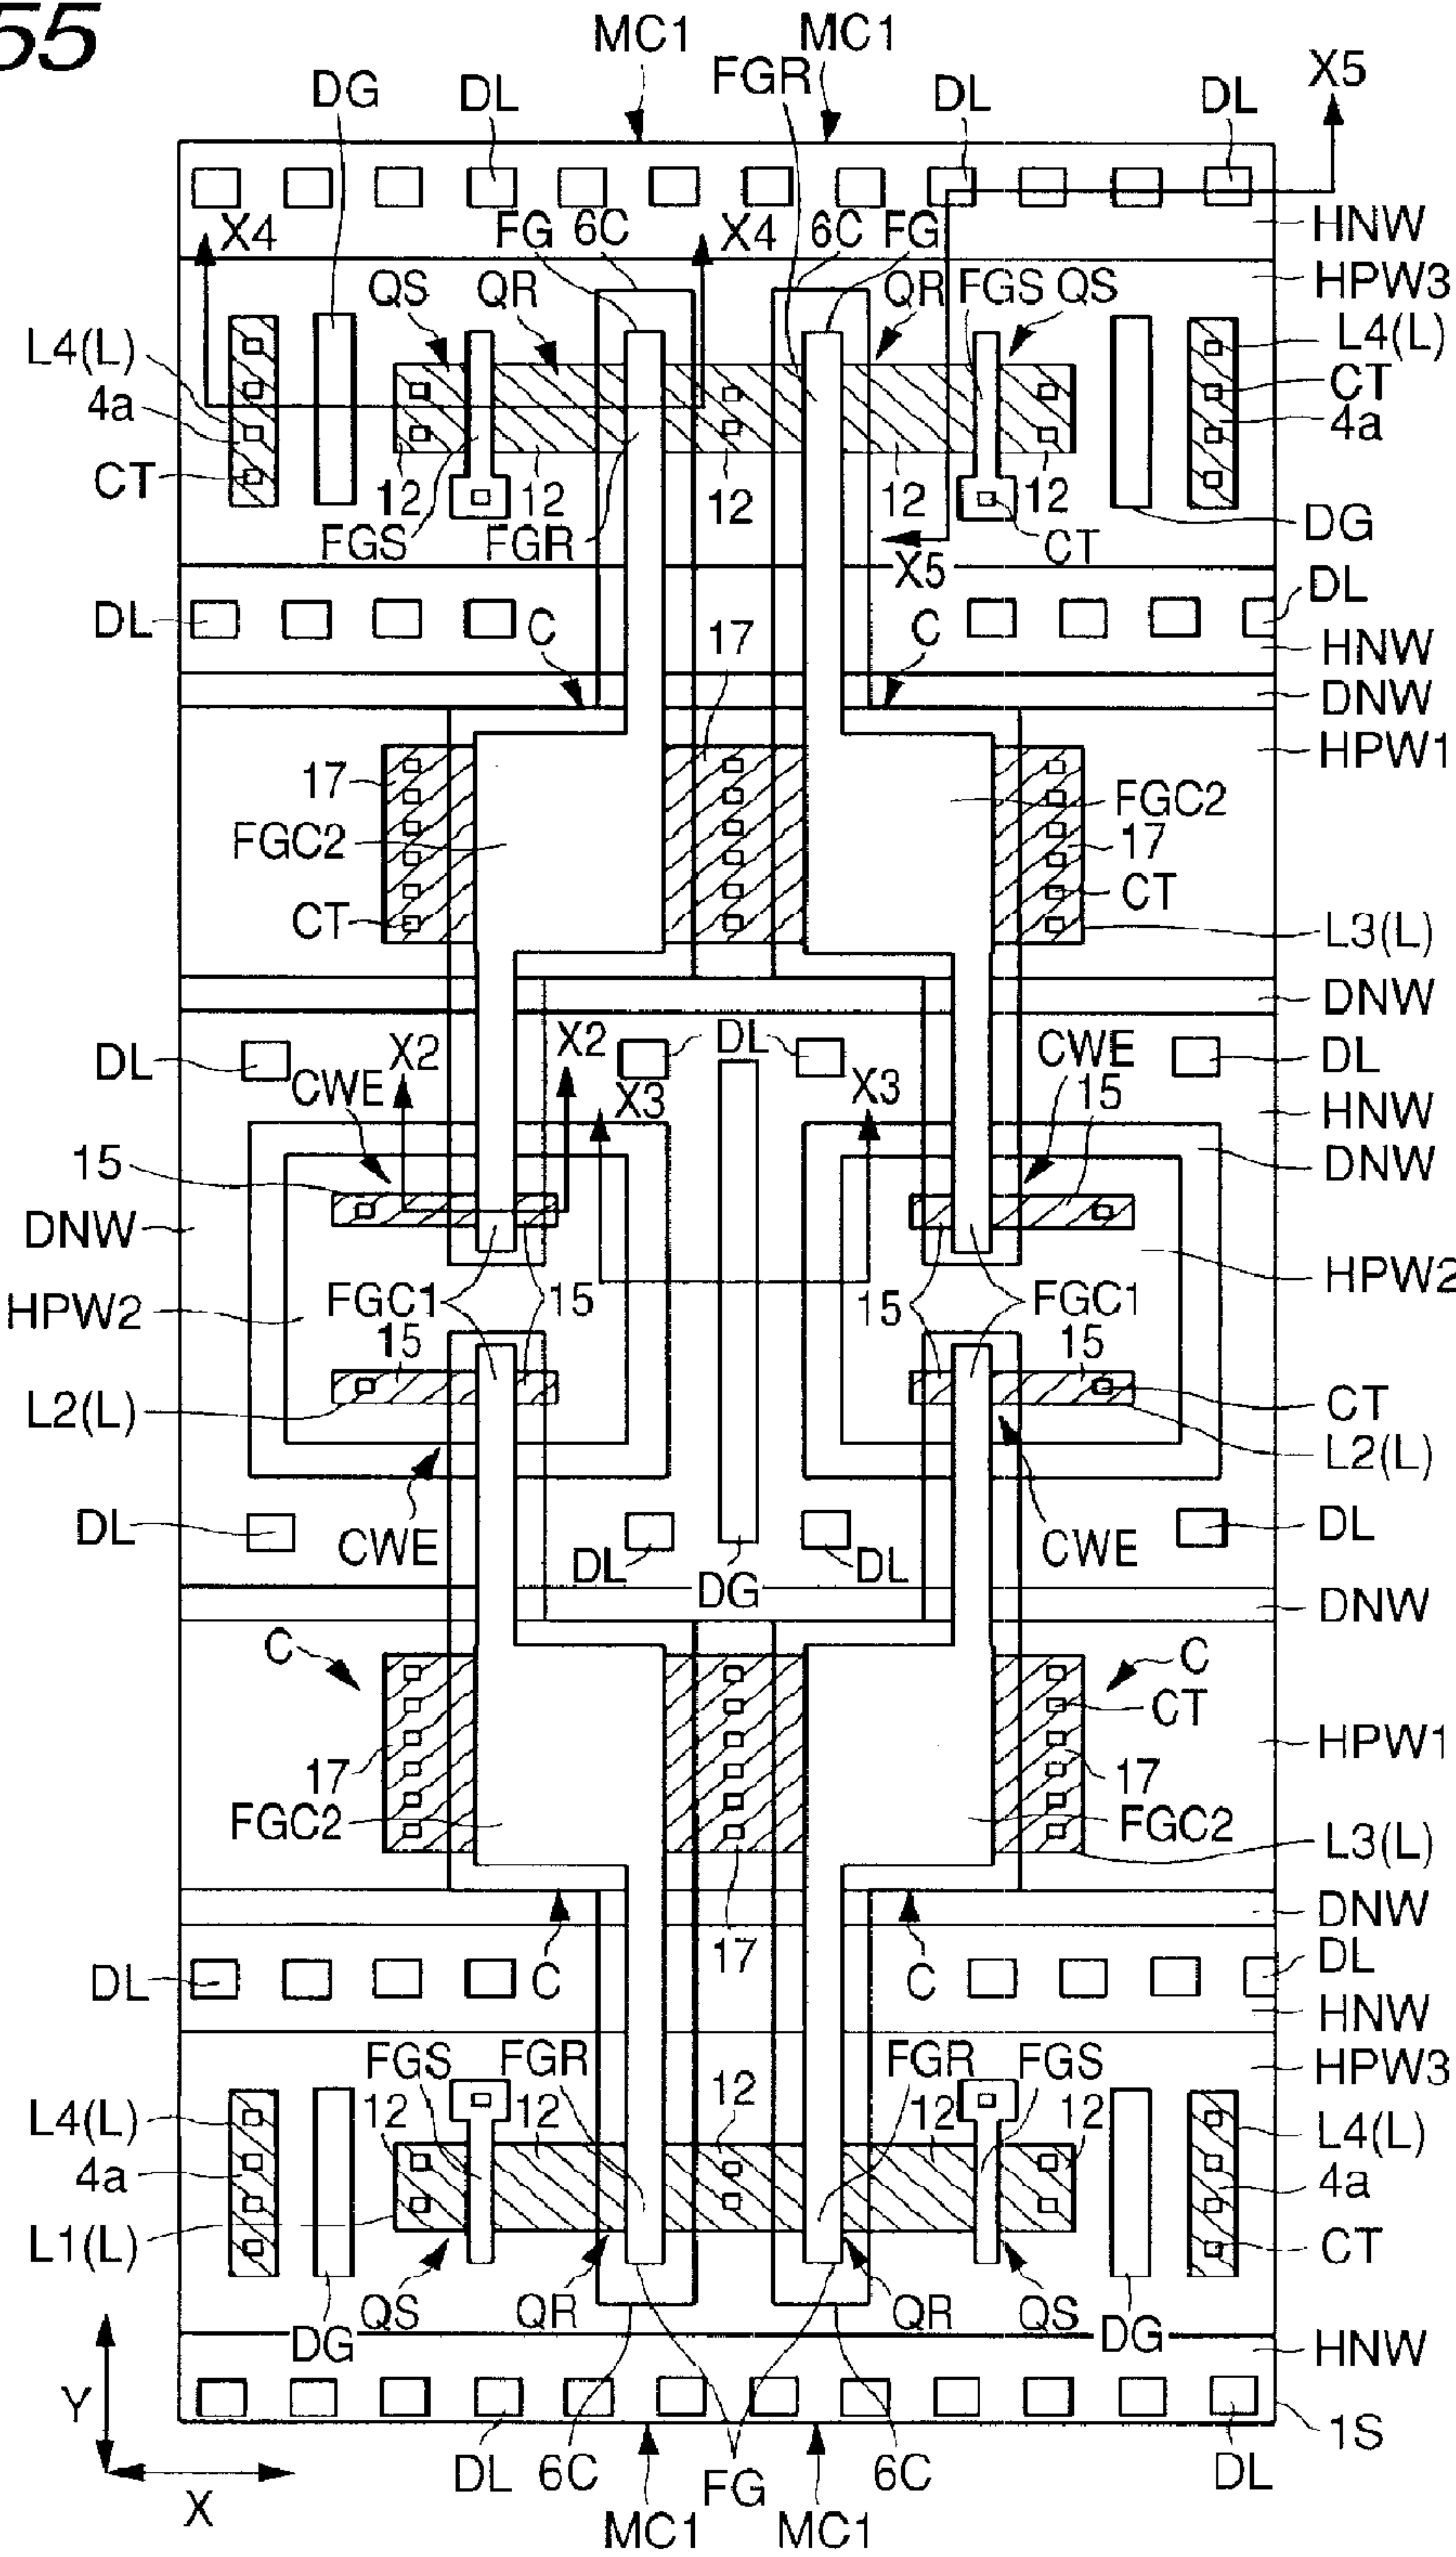 55
MC1 MC1
DG DL FGR DL DL X5
X4 FG 6C X4 6C FG HNW
QS QR QR FGS QS HPW3
L4(L) L4(L)
4a CT
4a
CT 12 12 12 12 12
FGS FGR X5 CT DG
DL C 17 C DL
HNW
DNW
17 HPW1
FGC2 FGC2
17
CT CT
L3(L)
DNW
DL X2 X2 DL CWE DL
CWE X3 X3 15 HNW
15 DNW
DNW
HPW2 FGC1 15 15 FGC1 HPW2
15 15
L2(L) CT
L2(L)
DL CWE DL DG DL CWE DL
DNW
C C
CT
17 17 HPW1
FGC2 FGC2 L3(L)
DNW
DL C 17 C DL
HNW
FGS FGR FGR FGS HPW3
L4(L) 12 12 12 12 12 L4(L)
4a 4a
L1(L) CT
QS QR QR QS
DG DG HNW
Y
1S
X DL 6C FG 6C DL
MC1 MC1